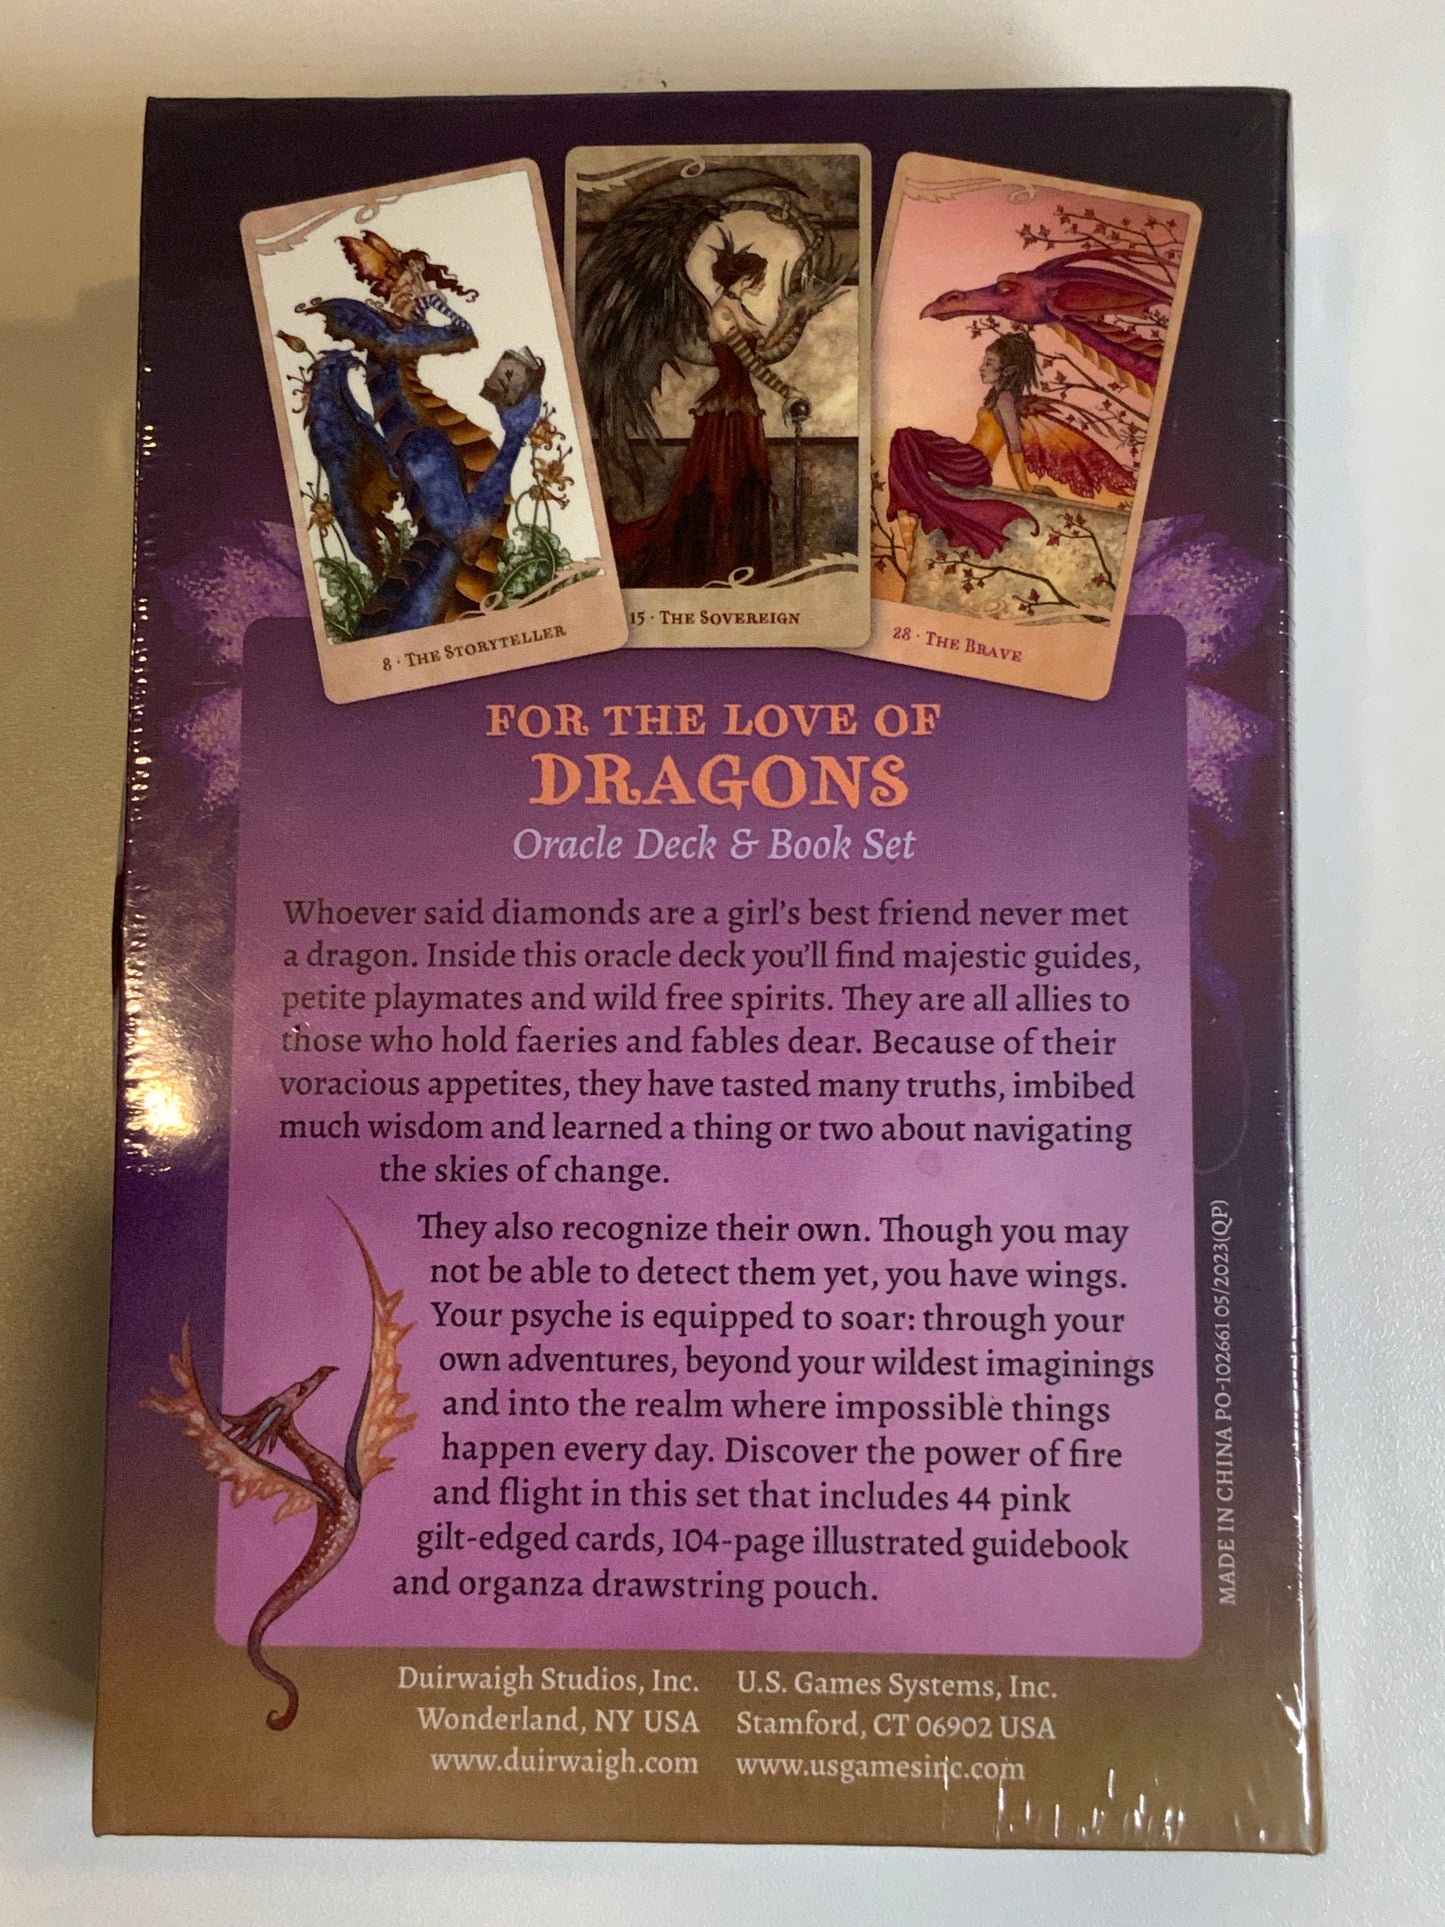 8 · The Storyteller
15 · The Sovereign
28 · The Brave
FOR THE LOVE OF
DRAGONS
Oracle Deck & Book Set
Whoever said diamonds are a girl’s best friend never met
a dragon. Inside this oracle deck you’ll find majestic guides,
petite playmates and wild free spirits. They are all allies to
those who hold faeries and fables dear. Because of their
voracious appetites, they have tasted many truths, imbibed
much wisdom and learned a thing or two about navigating
the skies of change.
They also recognize their own. Though you may
not be able to detect them yet, you have wings.
Your psyche is equipped to soar: through your
own adventures, beyond your wildest imaginings
and into the realm where impossible things
happen every day. Discover the power of fire
and flight in this set that includes 44 pink
gilt-edged cards, 104-page illustrated guidebook
and organza drawstring pouch.
Duirwaigh Studios, Inc.
Wonderland, NY USA
www.duirwaigh.com
U.S. Games Systems, Inc.
Stamford, CT 06902 USA
www.usgamesinc.com
MADE IN CHINA PO-102661 05/2023(QP)